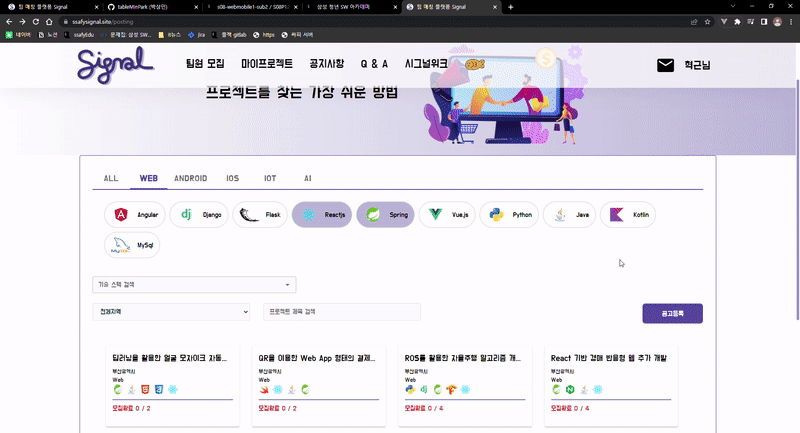 팀 매칭 플랫폼 Signal
tableMinPark (박상민)
s08-webmobile1-sub2 / S08P12
삼성 청년 SW 아카데미
팀 매칭 플랫폼 Signal
ssafysignal.site/posting
네이버
노션
ssafy!edu
문제집: 삼성 SW...
8뉴스
jira
플젝 gitlab
https
싸피 서버
Signal
팀원 모집
마이프로젝트
공지사항
Q & A
시그널위크
혁근님
프로젝트를 찾는 가장 쉬운 방법
ALL
WEB
ANDROID
IOS
IOT
AI
Angular
Django
Flask
Reactjs
Spring
Vue.js
Python
Java
Kotlin
MySql
기술 스택 검색
전체지역
프로젝트 제목 검색
공고등록
딥러닝을 활용한 얼굴 모자이크 자동...
부산광역시
Web
모집완료 0 / 2
QR을 이용한 Web App 형태의 결제...
부산광역시
Web
모집완료 0 / 2
ROS를 활용한 자율주행 알고리즘 개...
부산광역시
Web
모집완료 0 / 4
React 기반 경매 반응형 웹 추가 개발
부산광역시
Web
모집완료 0 / 4